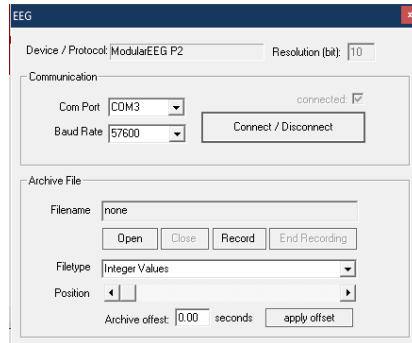 EEG
Device / Protocol: ModularEEG P2 Resolution (bit): 10
Communication
Com Port COM3 connected:
Baud Rate 57600 Connect / Disconnect
Archive File
Filename none
Open Close Record End Recording
Filetype Integer Values
Position
Archive offest: 0.00 seconds apply offset